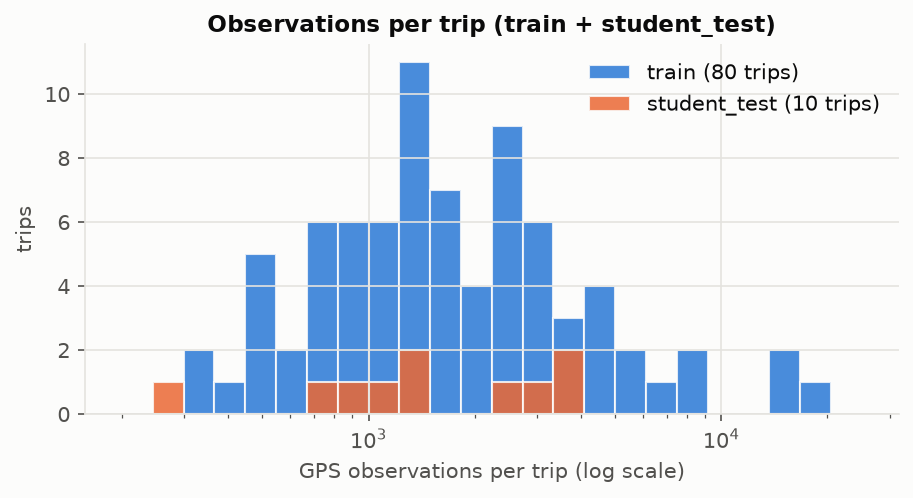 Observations per trip (train + student_test)
train (80 trips)
student_test (10 trips)
trips
10
8
6
4
2
0
10³
10⁴
GPS observations per trip (log scale)